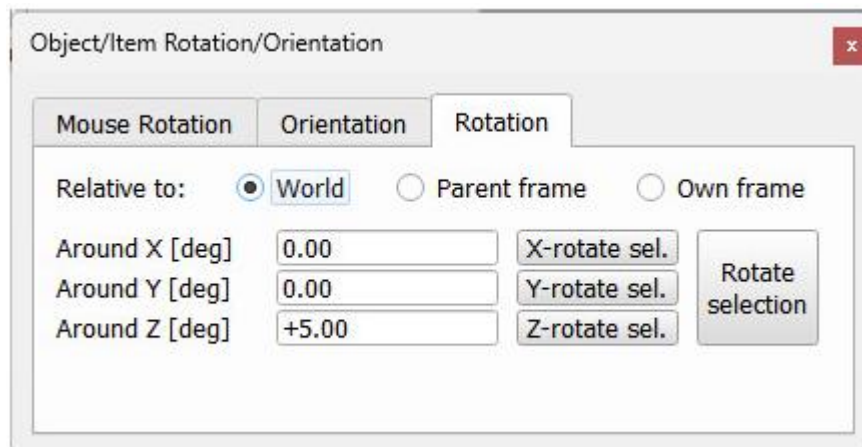 Object/Item Rotation/Orientation
x
Mouse Rotation
Orientation
Rotation
Relative to: World Parent frame Own frame
Around X [deg] 0.00 X-rotate sel.
Around Y [deg] 0.00 Y-rotate sel.
Around Z [deg] +5.00 Z-rotate sel.
Rotate
selection